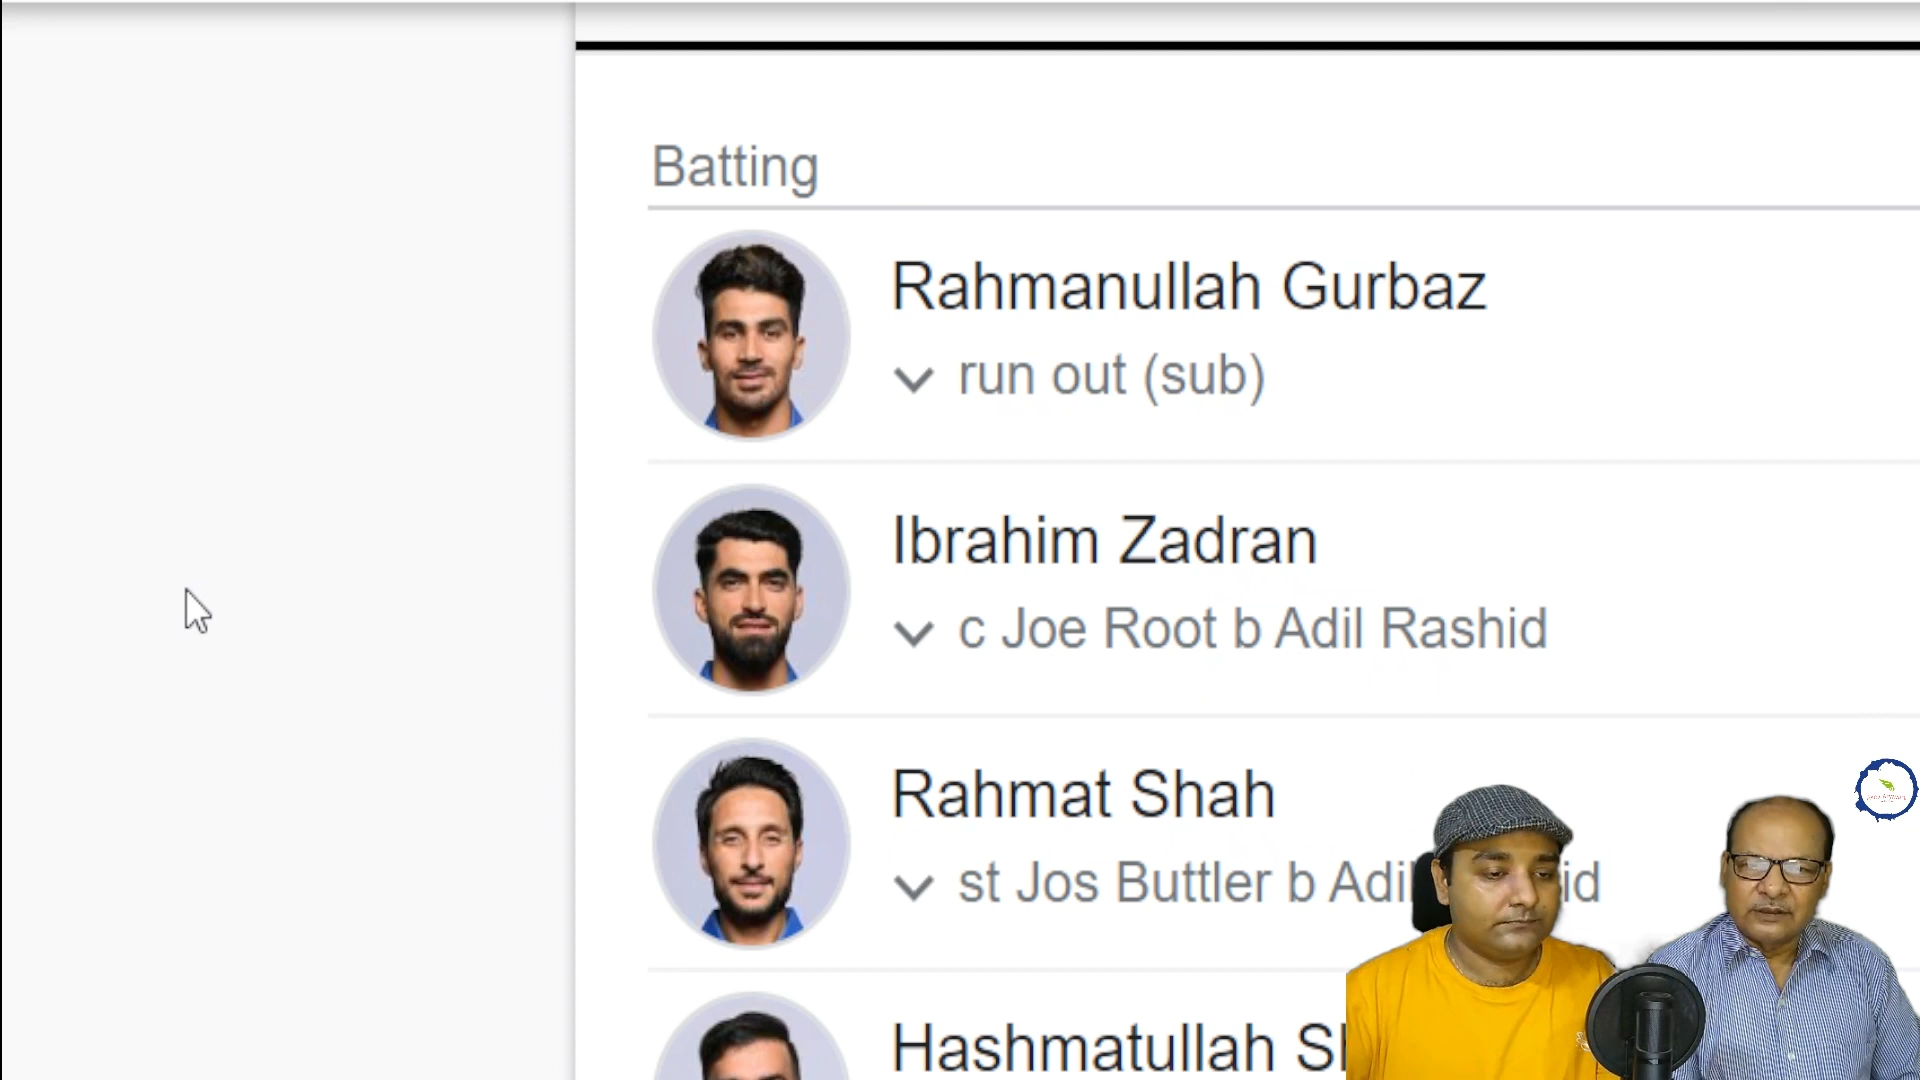 Batting
Rahmanullah Gurbaz
run out (sub)
Ibrahim Zadran
c Joe Root b Adil Rashid
Rahmat Shah
st Jos Buttler b Adi id
Hashmatullah